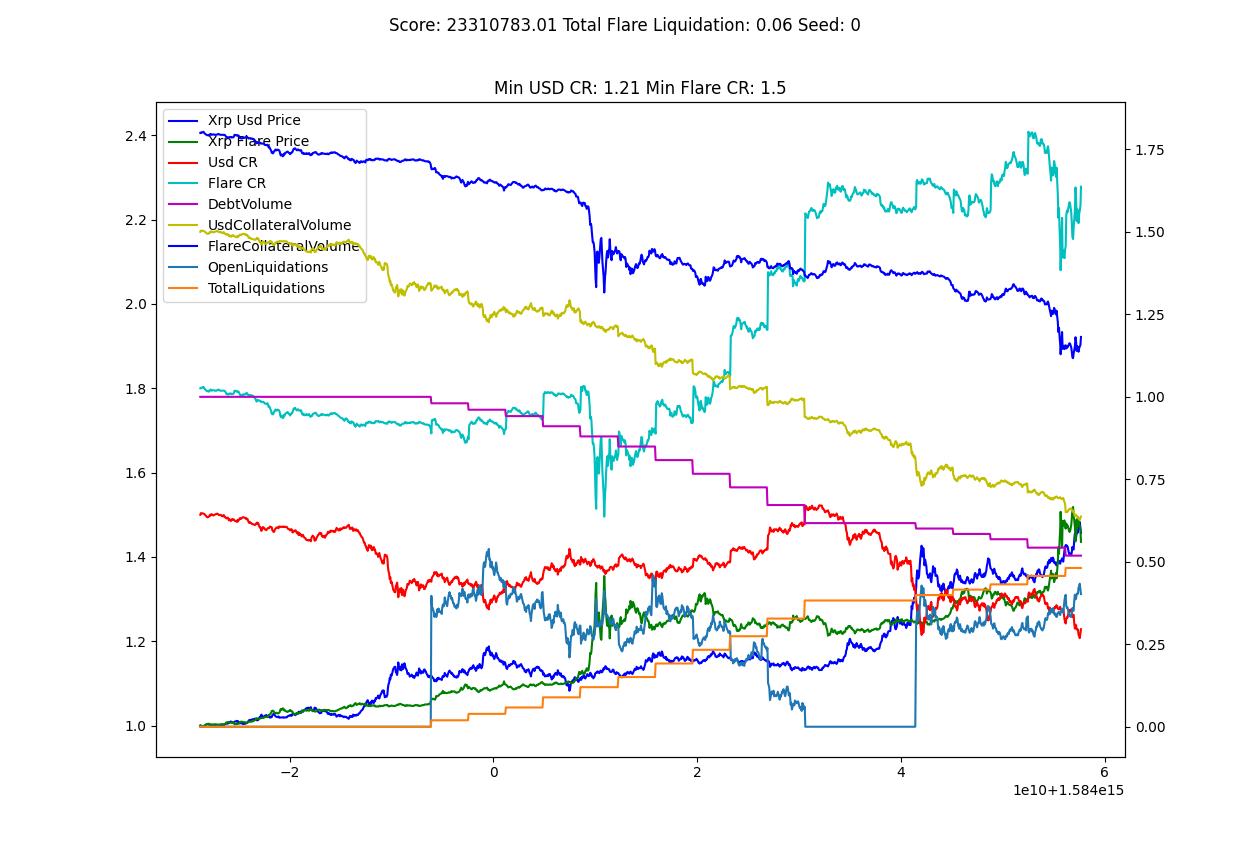 Score: 23310783.01 Total Flare Liquidation: 0.06 Seed: 0
Min USD CR: 1.21 Min Flare CR: 1.5
Xrp Usd Price
Xrp Flare Price
Usd CR
Flare CR
DebtVolume
UsdCollateralVolume
FlareCollateralVolume
OpenLiquidations
TotalLiquidations
2.4
2.2
2.0
1.8
1.6
1.4
1.2
1.0
1.75
1.50
1.25
1.00
0.75
0.50
0.25
0.00
−2 0 2 4 6
1e10+1.584e15